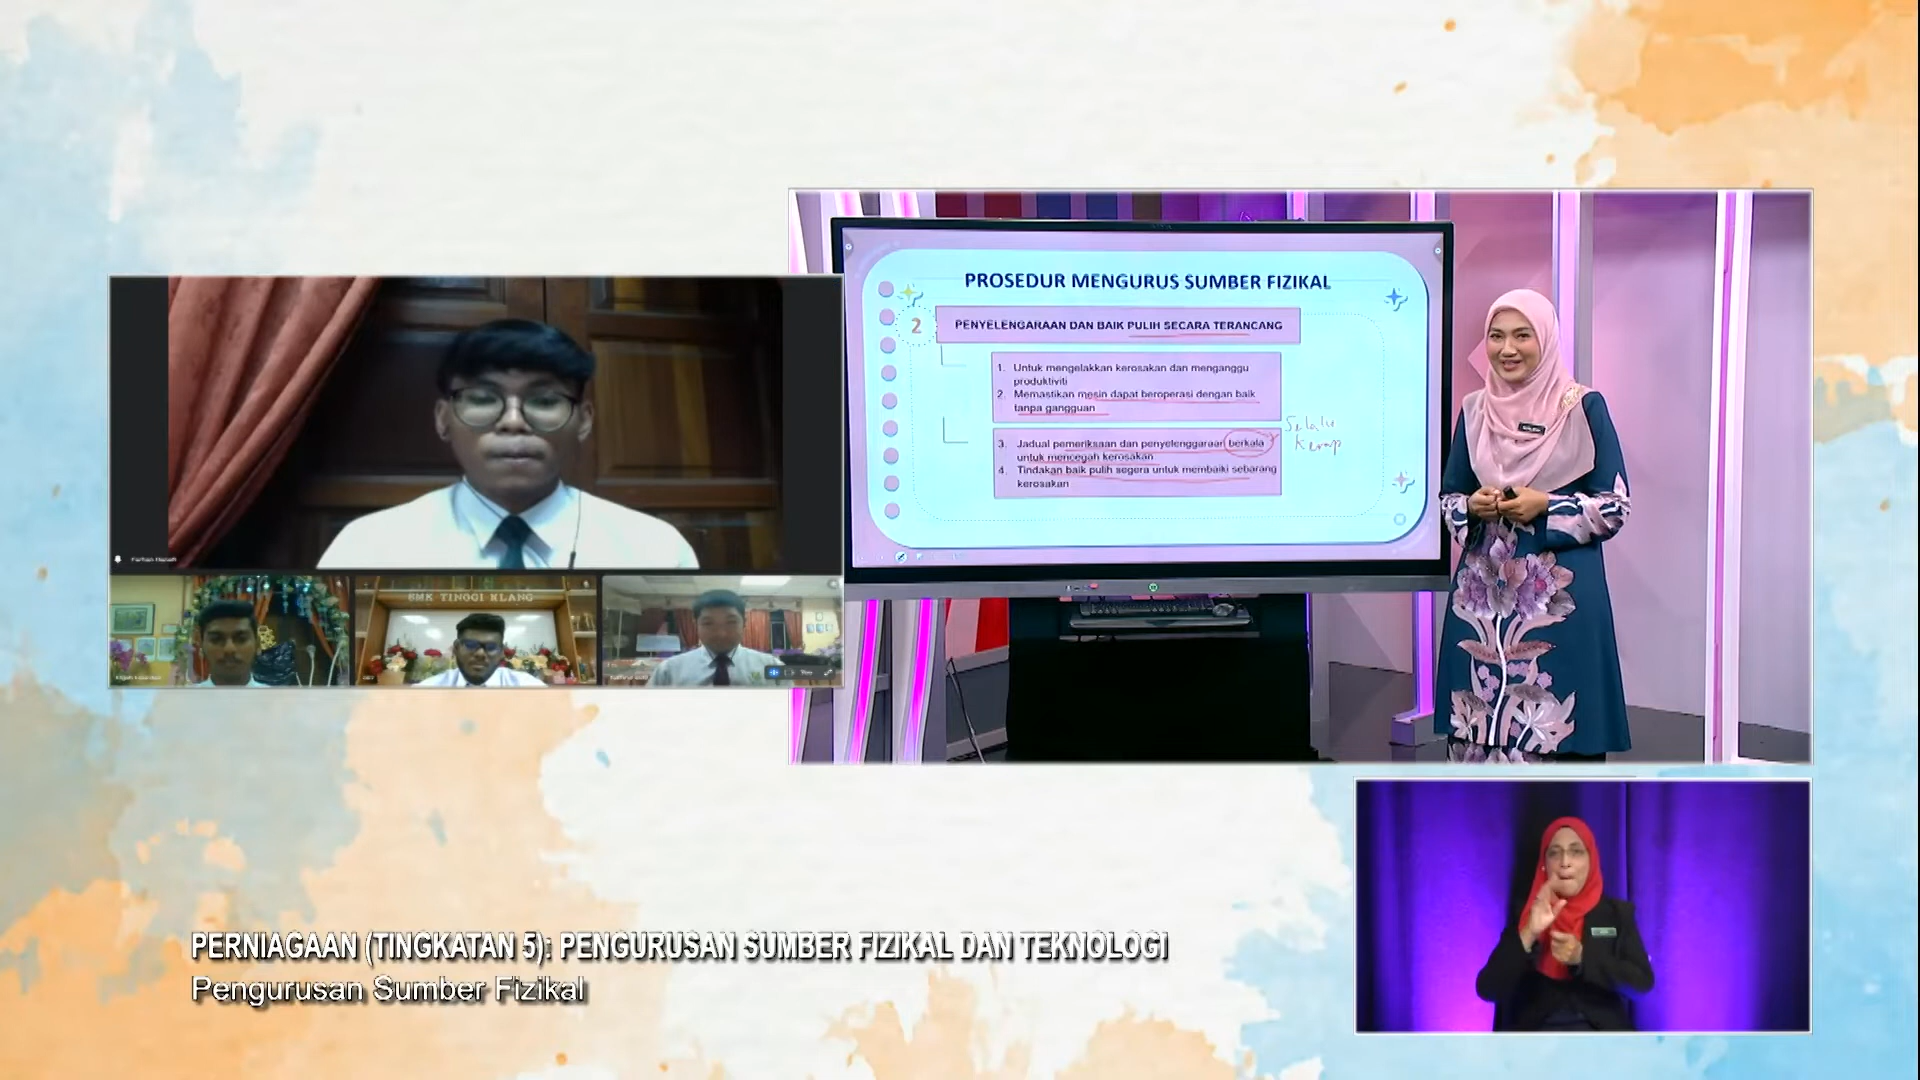 PROSEDUR MENGURUS SUMBER FIZIKAL
2
PENYELENGARAAN DAN BAIK PULIH SECARA TERANCANG
1. Untuk mengelakkan kerosakan dan menganggu
produktiviti
2. Memastikan mesin dapat beroperasi dengan baik
tanpa gangguan
3. Jadual pemeriksaan dan penyelenggaraan berkala
untuk mencegah kerosakan
4. Tindakan baik pulih segera untuk membaiki sebarang
kerosakan
Selalu
Kerap
SMK TINGGI KLANG
PERNIAGAAN (TINGKATAN 5): PENGURUSAN SUMBER FIZIKAL DAN TEKNOLOGI
Pengurusan Sumber Fizikal